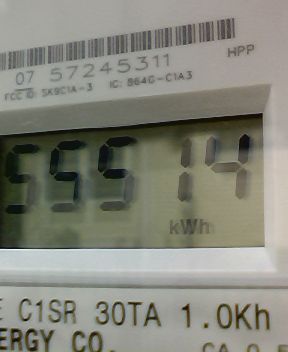 07 57245311 HPP
FCC ID: SK9C1A-3 IC: 864G-C1A3
55514
kWh
C1SR 30TA 1.0Kh
ERGY CO.